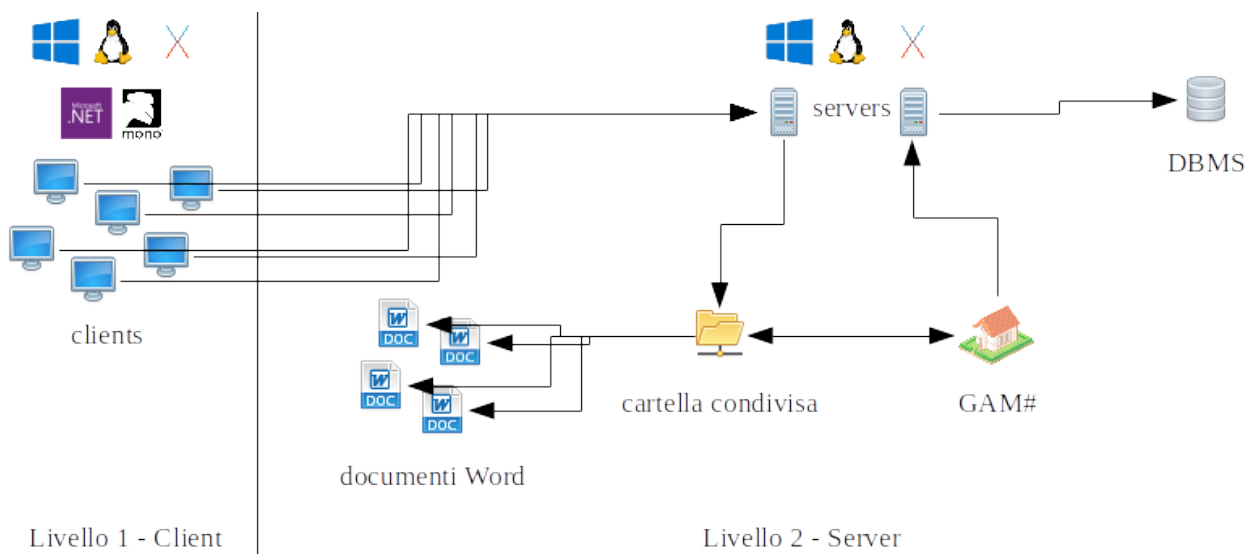 Microsoft
.NET
mono
servers
DBMS
clients
DOC
DOC
DOC
DOC
cartella condivisa
GAM#
documenti Word
Livello 1 - Client
Livello 2 - Server